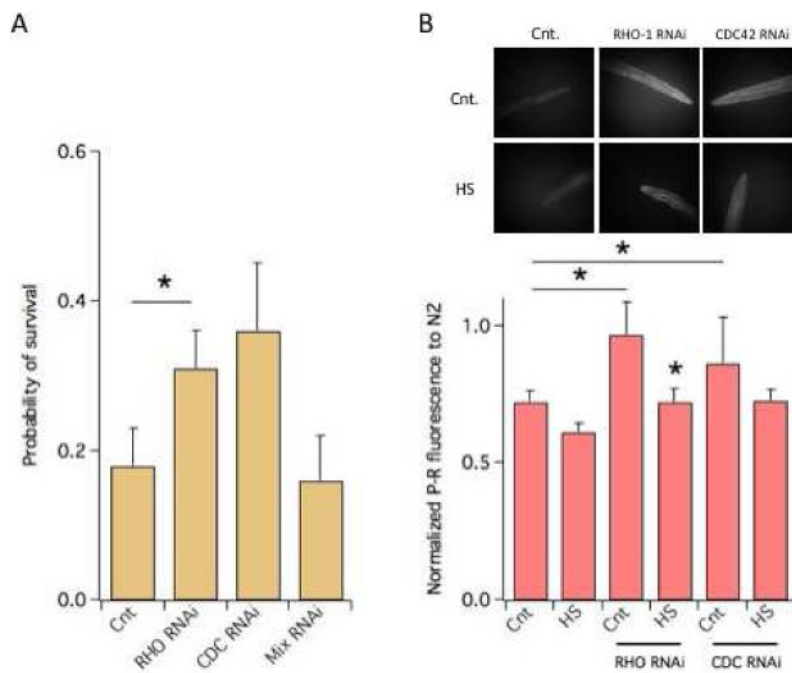 A
Probability of survival
0.6
0.4
0.2
0.0
*
Cnt
RHO RNAi
CDC RNAi
Mix RNAi
B
Cnt.
RHO-1 RNAi
CDC42 RNAi
Cnt.
HS
Normalized P-R fluorescence to N2
1.0
0.5
0.0
*
*
*
Cnt
HS
Cnt
HS
Cnt
HS
RHO RNAi
CDC RNAi